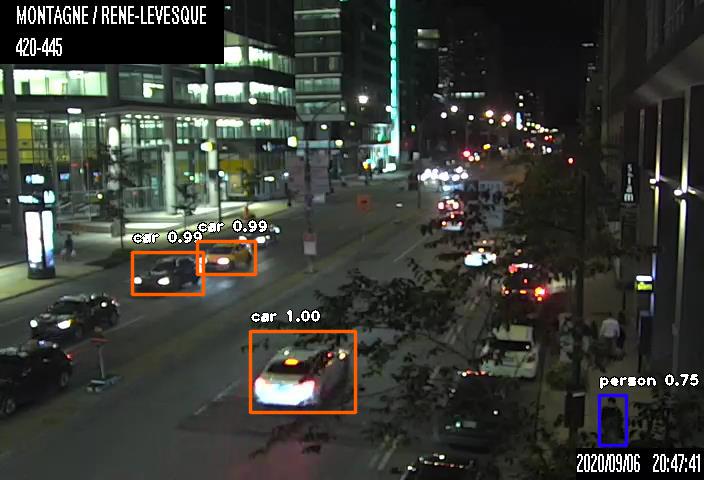 MONTAGNE / RENE-LEVESQUE
420-445
car 0.99
car 0.99
car 1.00
person 0.75
2020/09/06 20:47:41